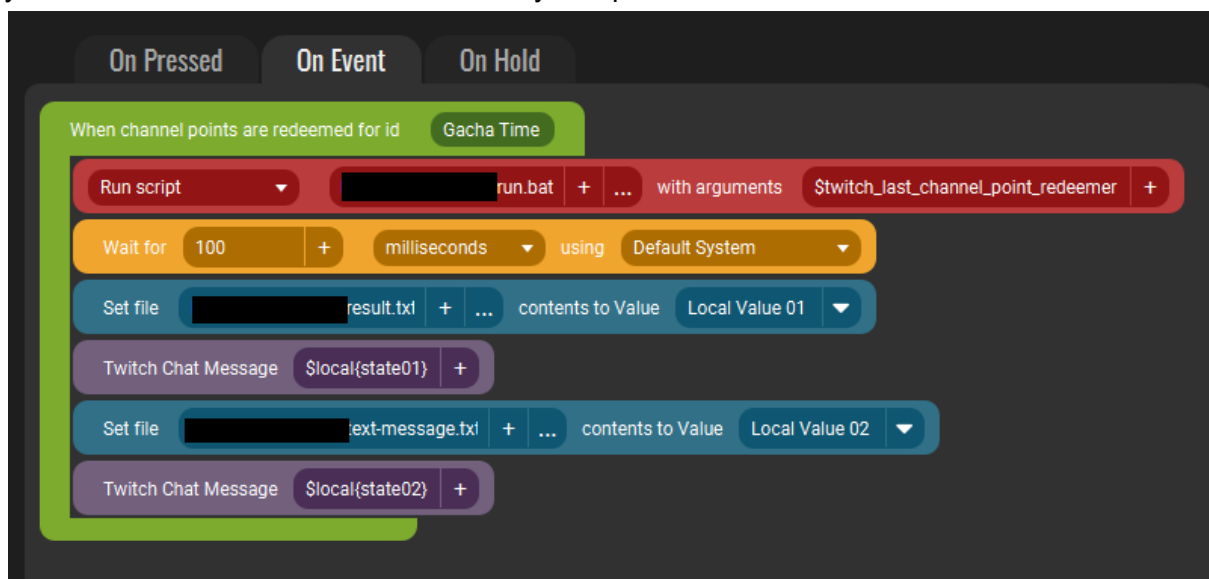 On Pressed On Event On Hold
When channel points are redeemed for id Gacha Time
Run script run.bat + ... with arguments $twitch_last_channel_point_redeemer +
Wait for 100 + milliseconds using Default System
Set file result.txt + ... contents to Value Local Value 01
Twitch Chat Message $local{state01} +
Set file text-message.txt + ... contents to Value Local Value 02
Twitch Chat Message $local{state02} +